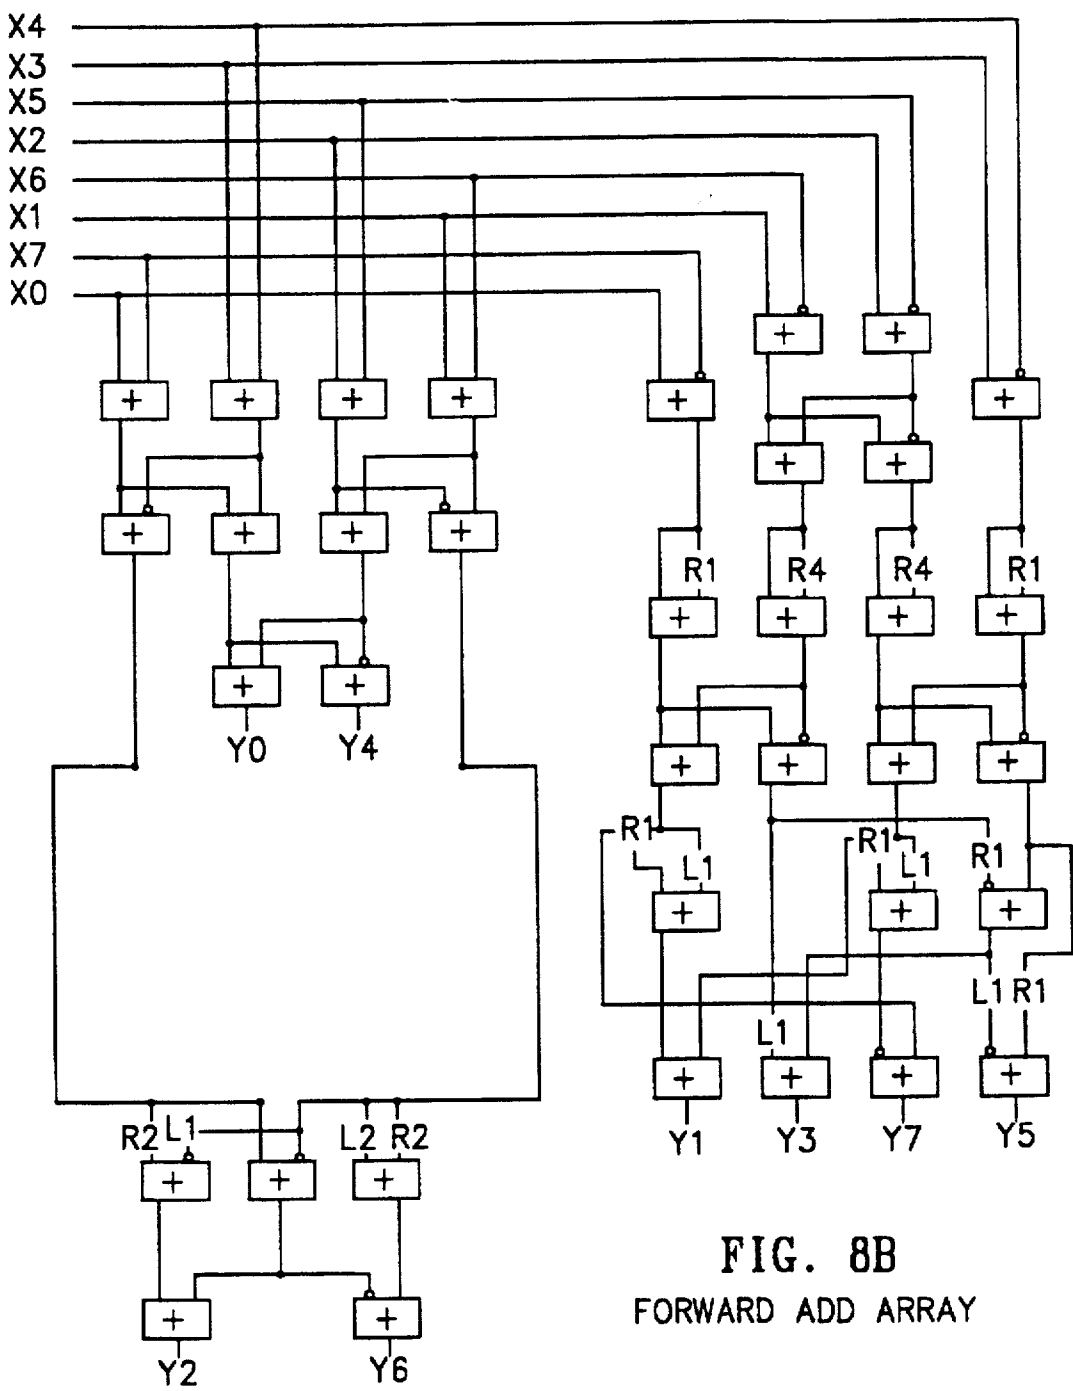 X4
X3
X5
X2
X6
X1
X7
X0
+ +
+ + + + + +
+ +
+ + + +
R1 R4 R4 R1
+ + + +
+ +
Y0 Y4
+ + + +
R1 R1 R1
L1 L1
+ + +
L1 R1
L1
+ + + +
Y1 Y3 Y7 Y5
R2 L1 L2 R2
+ + +
+ +
Y2 Y6
FIG. 8B
FORWARD ADD ARRAY